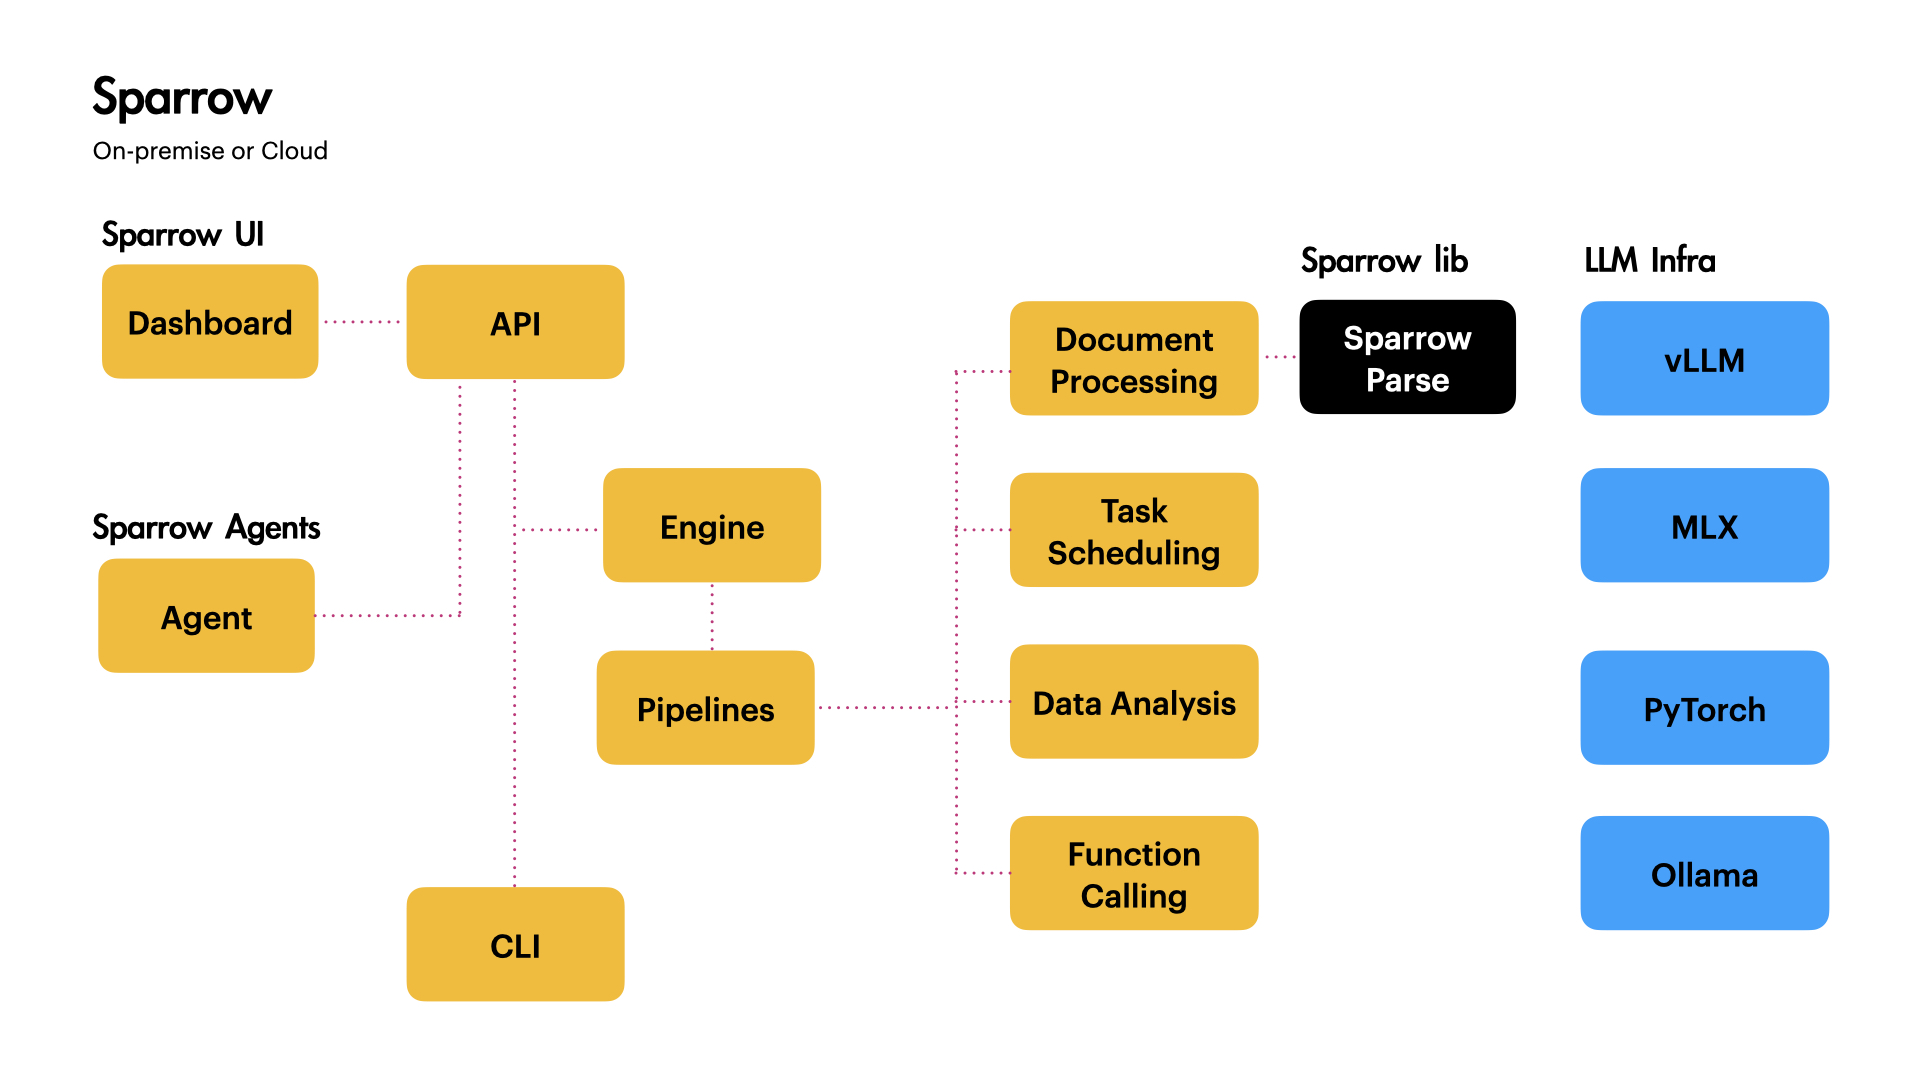 Sparrow
On-premise or Cloud
Sparrow UI
Dashboard
API
Sparrow Agents
Agent
Engine
Pipelines
CLI
Document
Processing
Task
Scheduling
Data Analysis
Function
Calling
Sparrow lib
Sparrow
Parse
LLM Infra
vLLM
MLX
PyTorch
Ollama